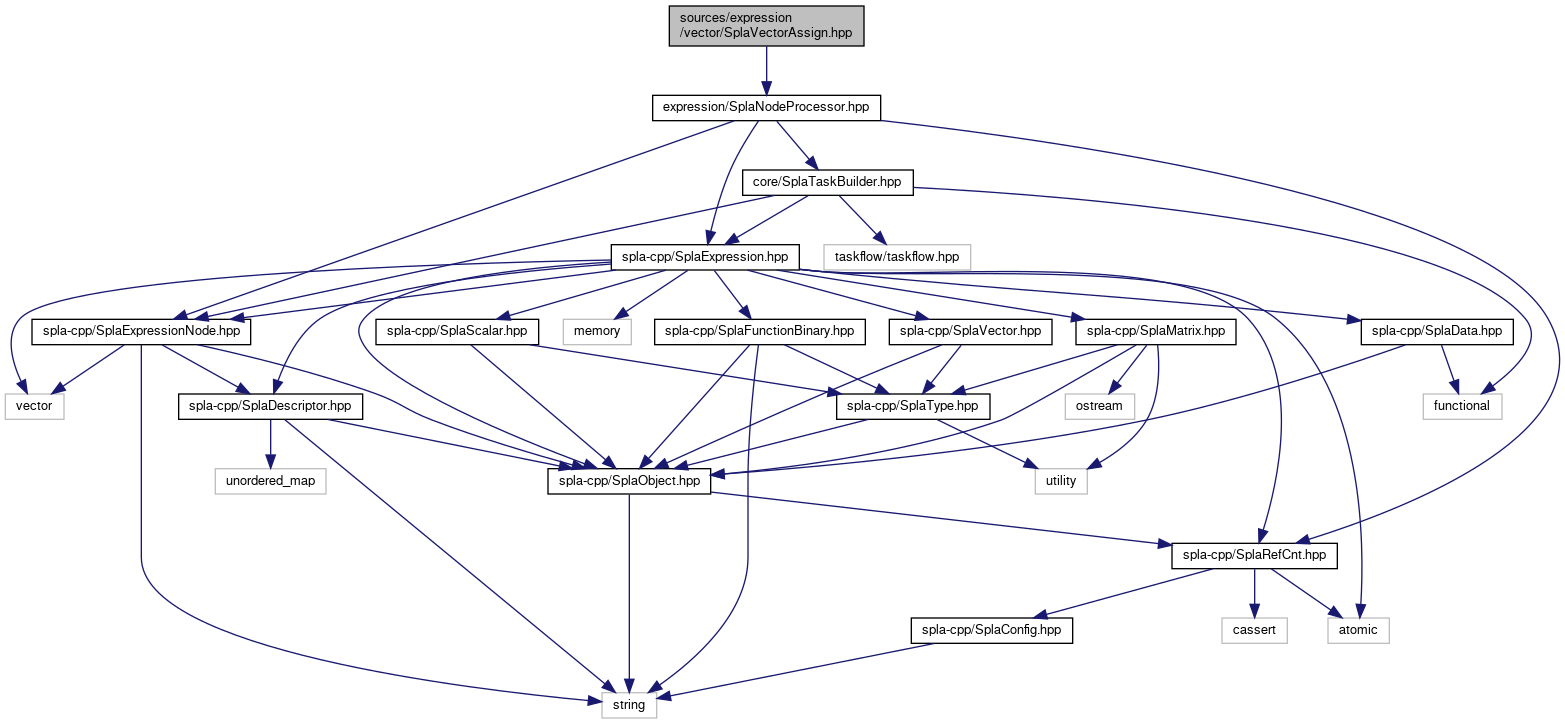 sources/expression
/vector/SplaVectorAssign.hpp
expression/SplaNodeProcessor.hpp
core/SplaTaskBuilder.hpp
spla-cpp/SplaExpression.hpp
taskflow/taskflow.hpp
spla-cpp/SplaExpressionNode.hpp
spla-cpp/SplaScalar.hpp
memory
spla-cpp/SplaFunctionBinary.hpp
spla-cpp/SplaVector.hpp
spla-cpp/SplaMatrix.hpp
spla-cpp/SplaData.hpp
vector
spla-cpp/SplaDescriptor.hpp
spla-cpp/SplaType.hpp
ostream
functional
unordered_map
spla-cpp/SplaObject.hpp
utility
spla-cpp/SplaRefCnt.hpp
spla-cpp/SplaConfig.hpp
cassert
atomic
string